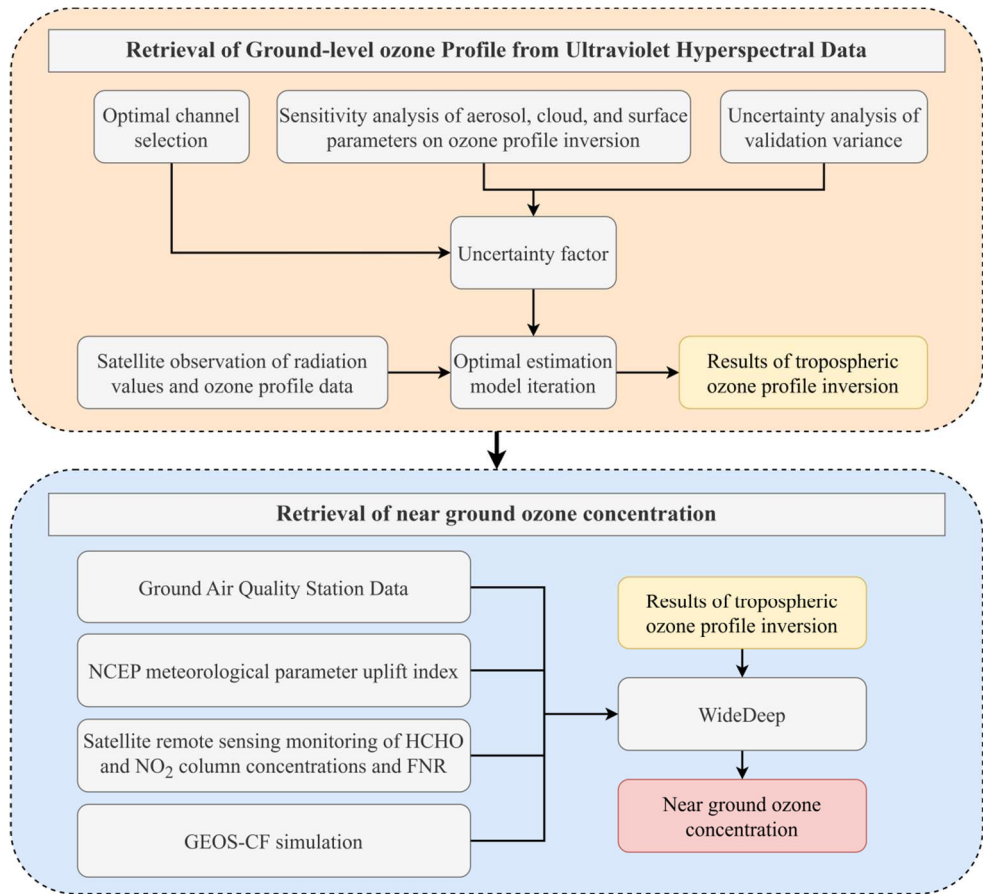 Retrieval of Ground-level ozone Profile from Ultraviolet Hyperspectral Data
Optimal channel
selection
Sensitivity analysis of aerosol, cloud, and surface
parameters on ozone profile inversion
Uncertainty analysis of
validation variance
Uncertainty factor
Satellite observation of radiation
values and ozone profile data
Optimal estimation
model iteration
Results of tropospheric
ozone profile inversion
Retrieval of near ground ozone concentration
Ground Air Quality Station Data
NCEP meteorological parameter uplift index
Satellite remote sensing monitoring of HCHO
and NO₂ column concentrations and FNR
GEOS-CF simulation
Results of tropospheric
ozone profile inversion
WideDeep
Near ground ozone
concentration